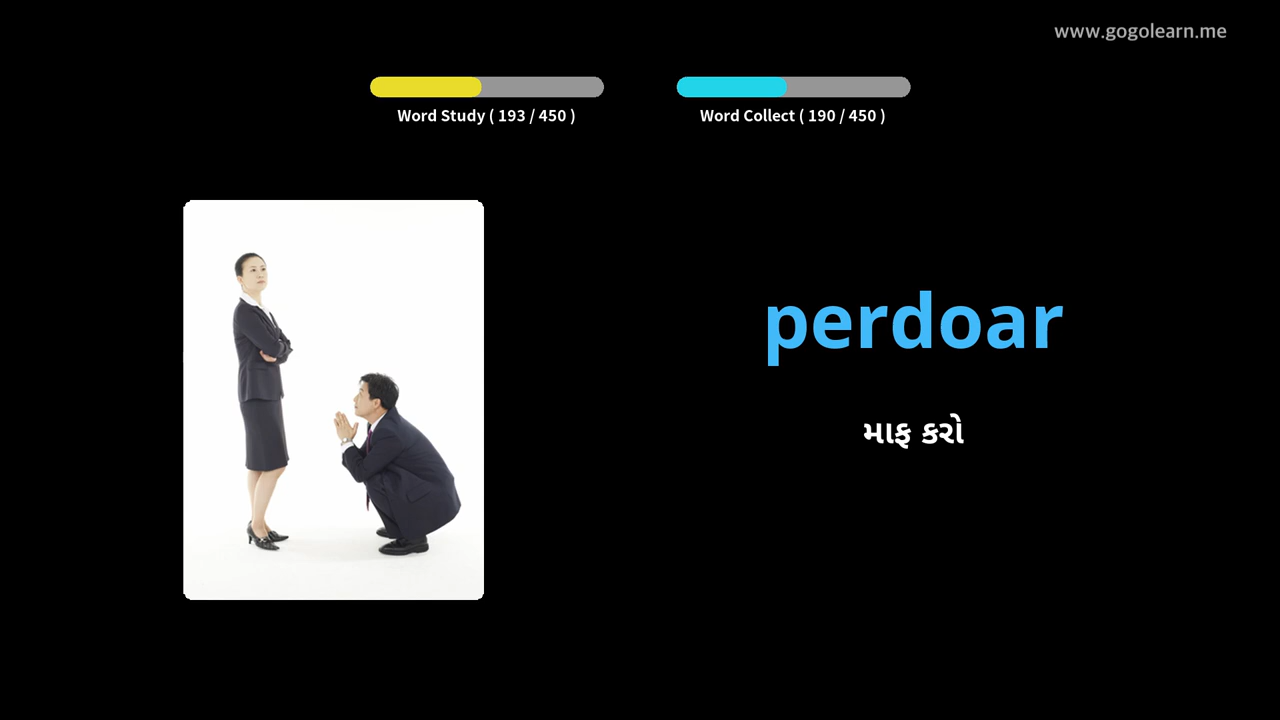 www.gogolearn.me
Word Study ( 193 / 450 )
Word Collect ( 190 / 450 )
perdoar
માફ કરો